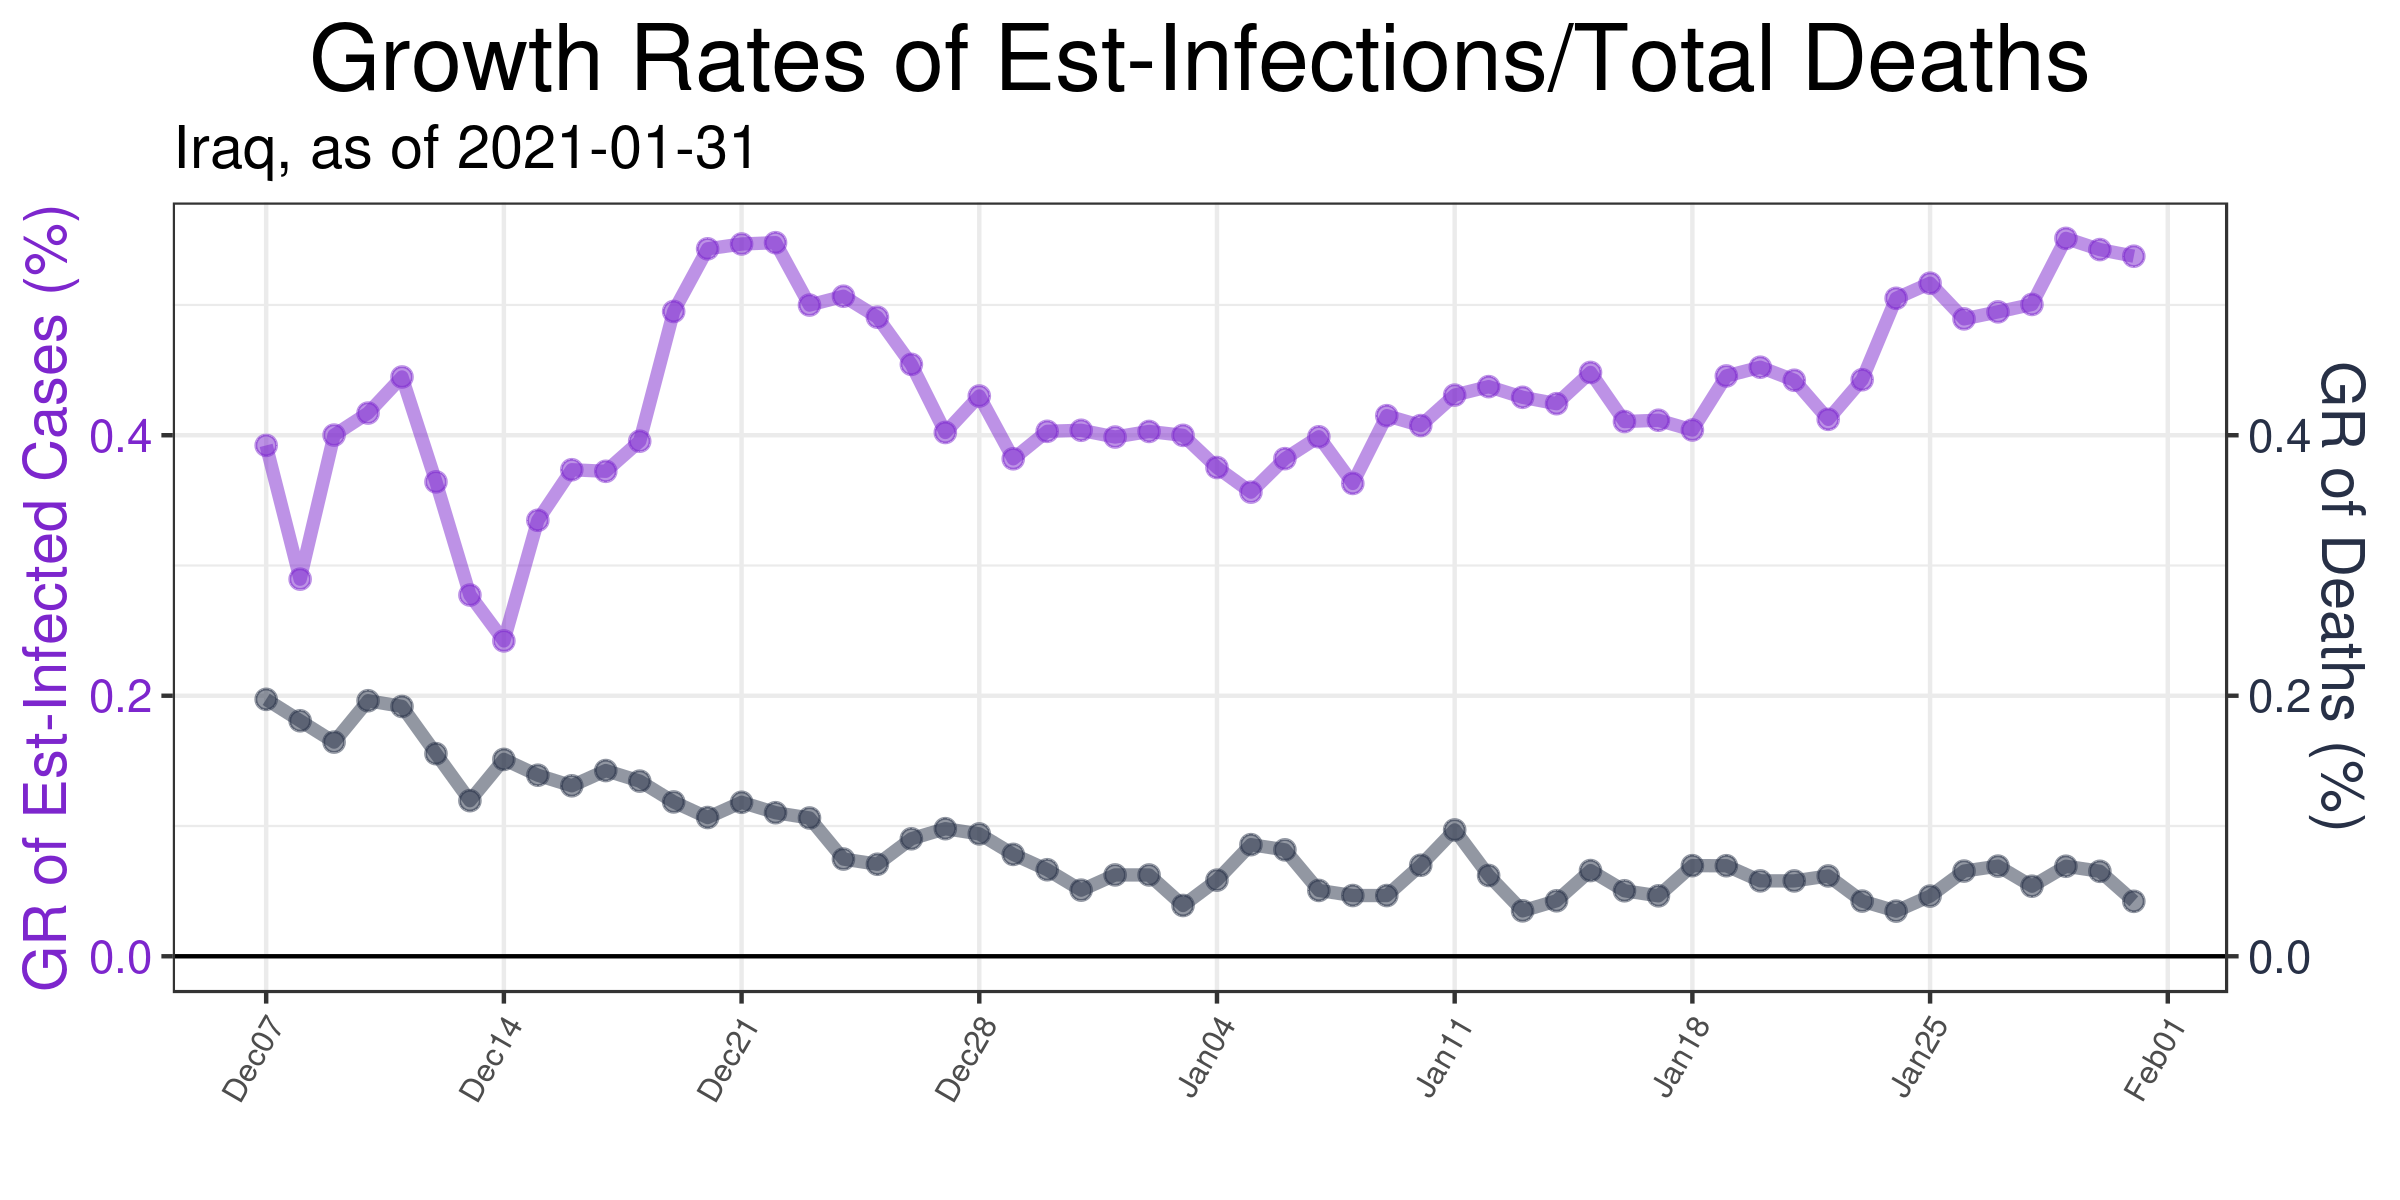 Growth Rates of Est-Infections/Total Deaths
Iraq, as of 2021-01-31
GR of Est-Infected Cases (%)
0.4
0.2
0.0
0.4
0.2
0.0
GR of Deaths (%)
Dec07
Dec14
Dec21
Dec28
Jan04
Jan11
Jan18
Jan25
Feb01